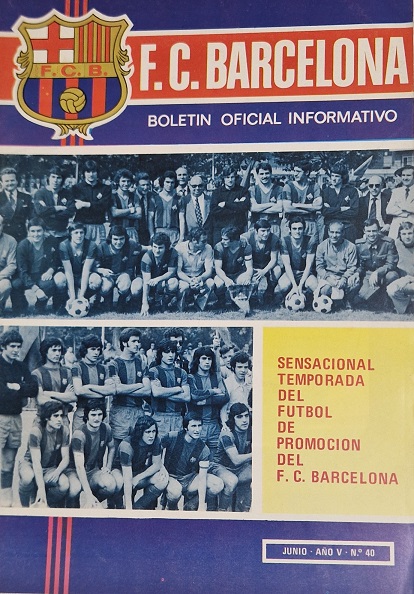 F. C. B.
F. C. BARCELONA
BOLETIN OFICIAL INFORMATIVO
SENSACIONAL
TEMPORADA
DEL
FUTBOL
DE
PROMOCION
DEL
F. C. BARCELONA
JUNIO - AÑO V - N.º 40